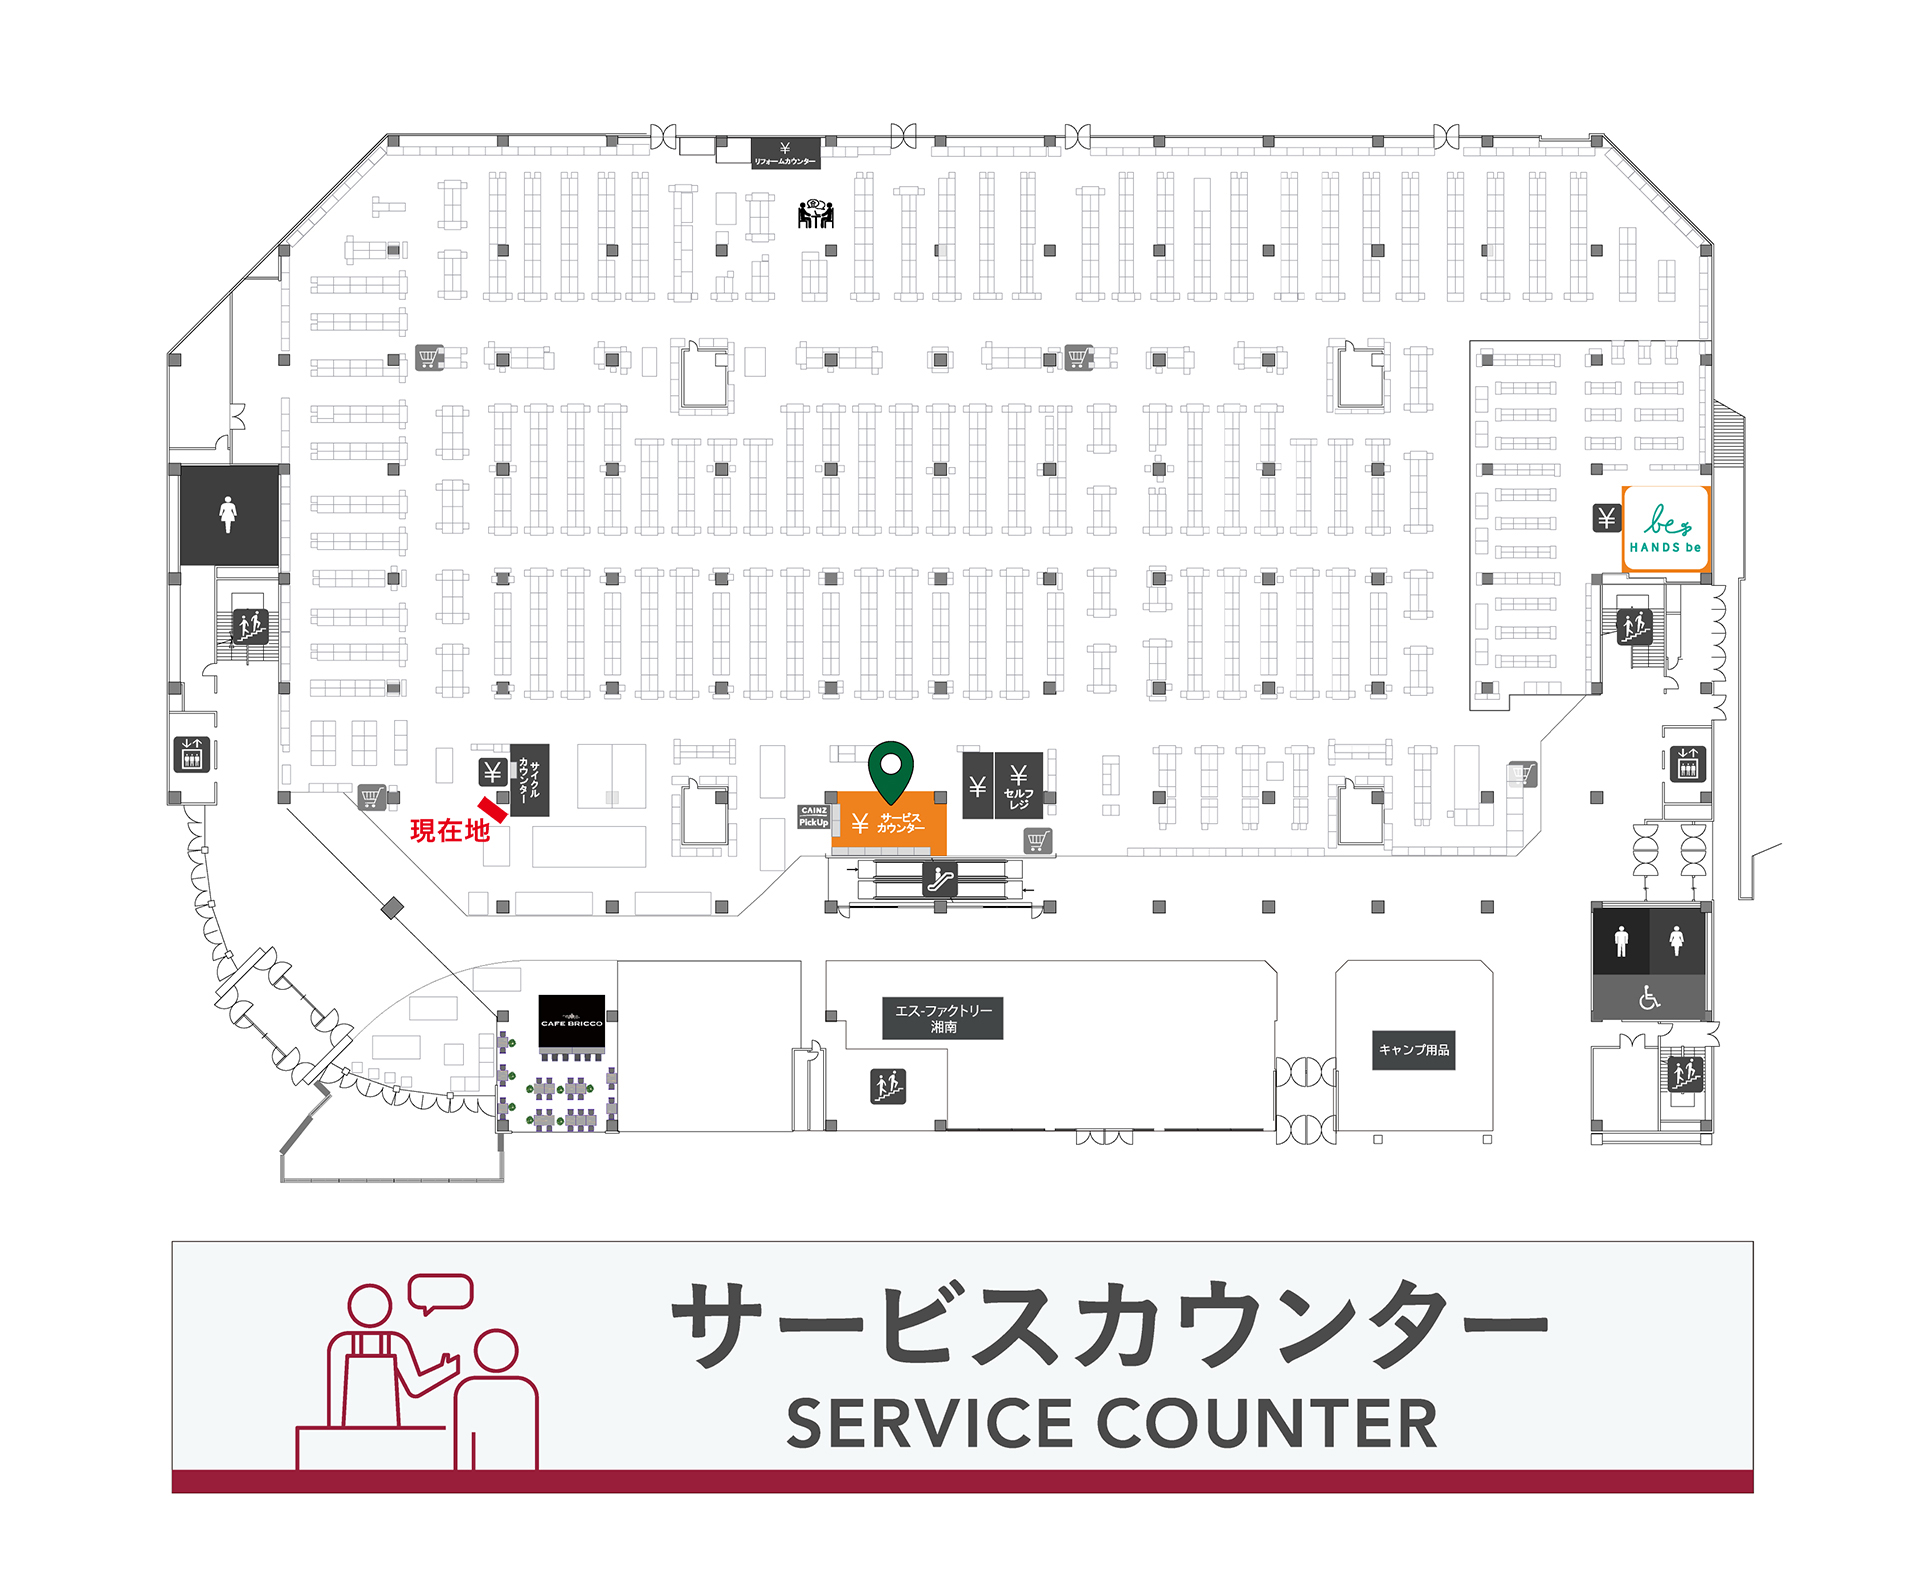 ¥
リフォームカウンター
be
HANDS be
¥
¥
サイクル
カウンター
現在地
CAINZ
PickUp
¥
サービス
カウンター
¥
¥
セルフ
レジ
CAFE BRICCO
エス-ファクトリー
湘南
キャンプ用品
サービスカウンター
SERVICE COUNTER